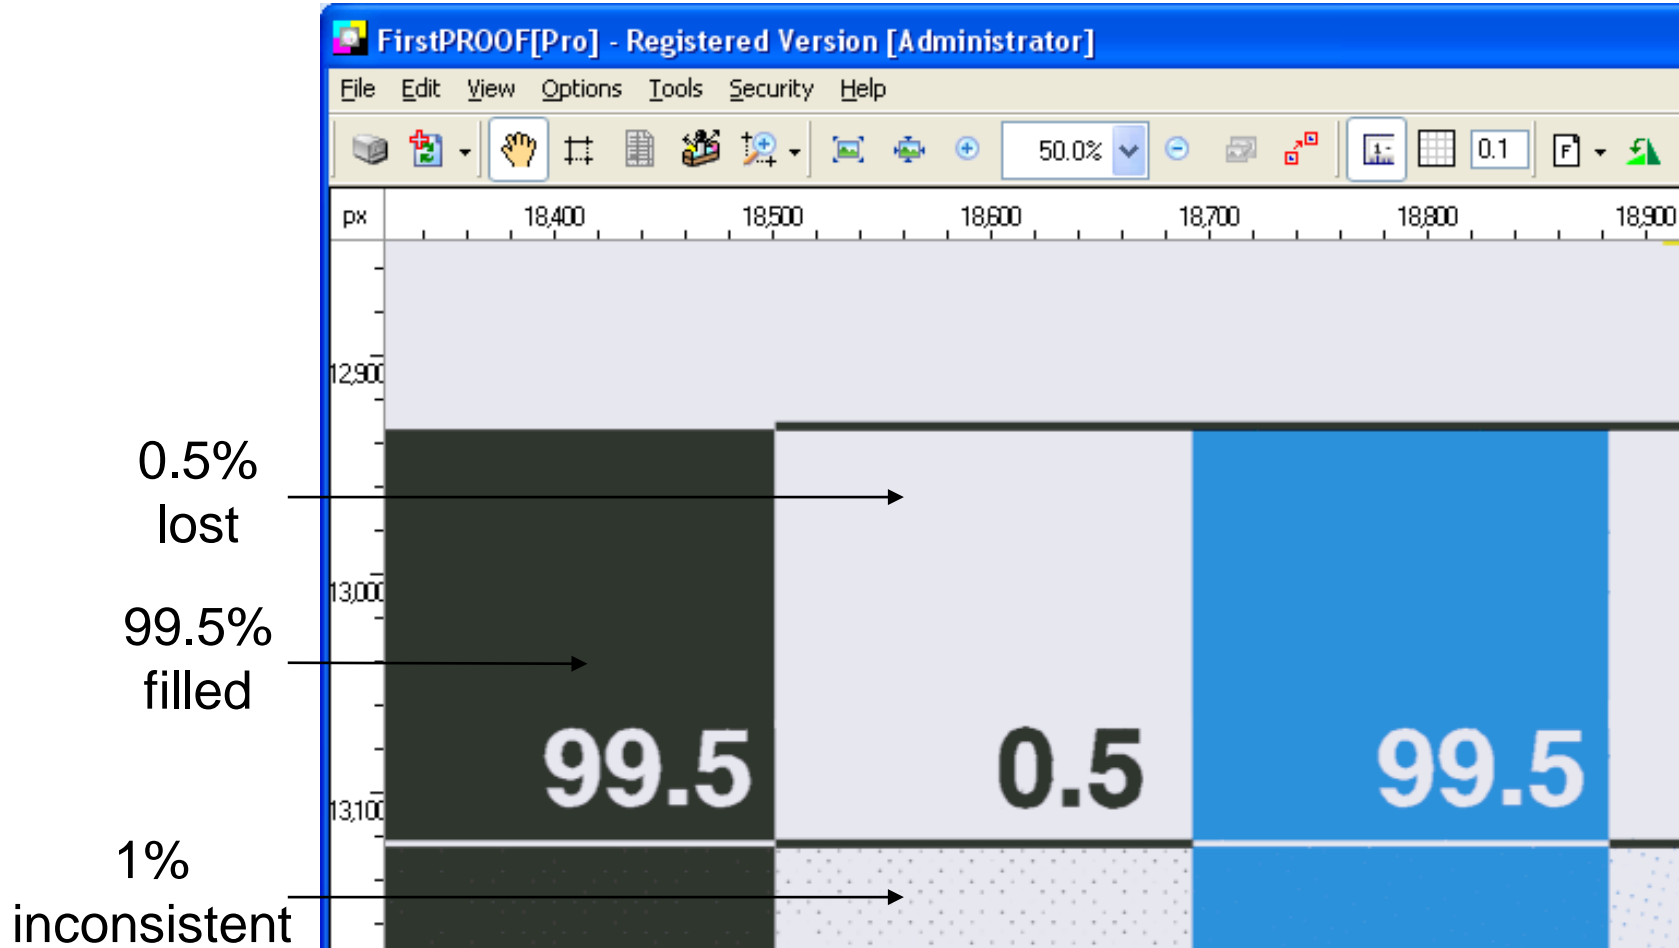 FirstPROOF[Pro] - Registered Version [Administrator]
File Edit View Options Tools Security Help
50.0% 1 0.1 F
px 18,400 18,500 18,600 18,700 18,800 18,900
12,900
0.5%
lost
13,000
99.5%
filled
99.5 0.5 99.5
13,100
1%
inconsistent